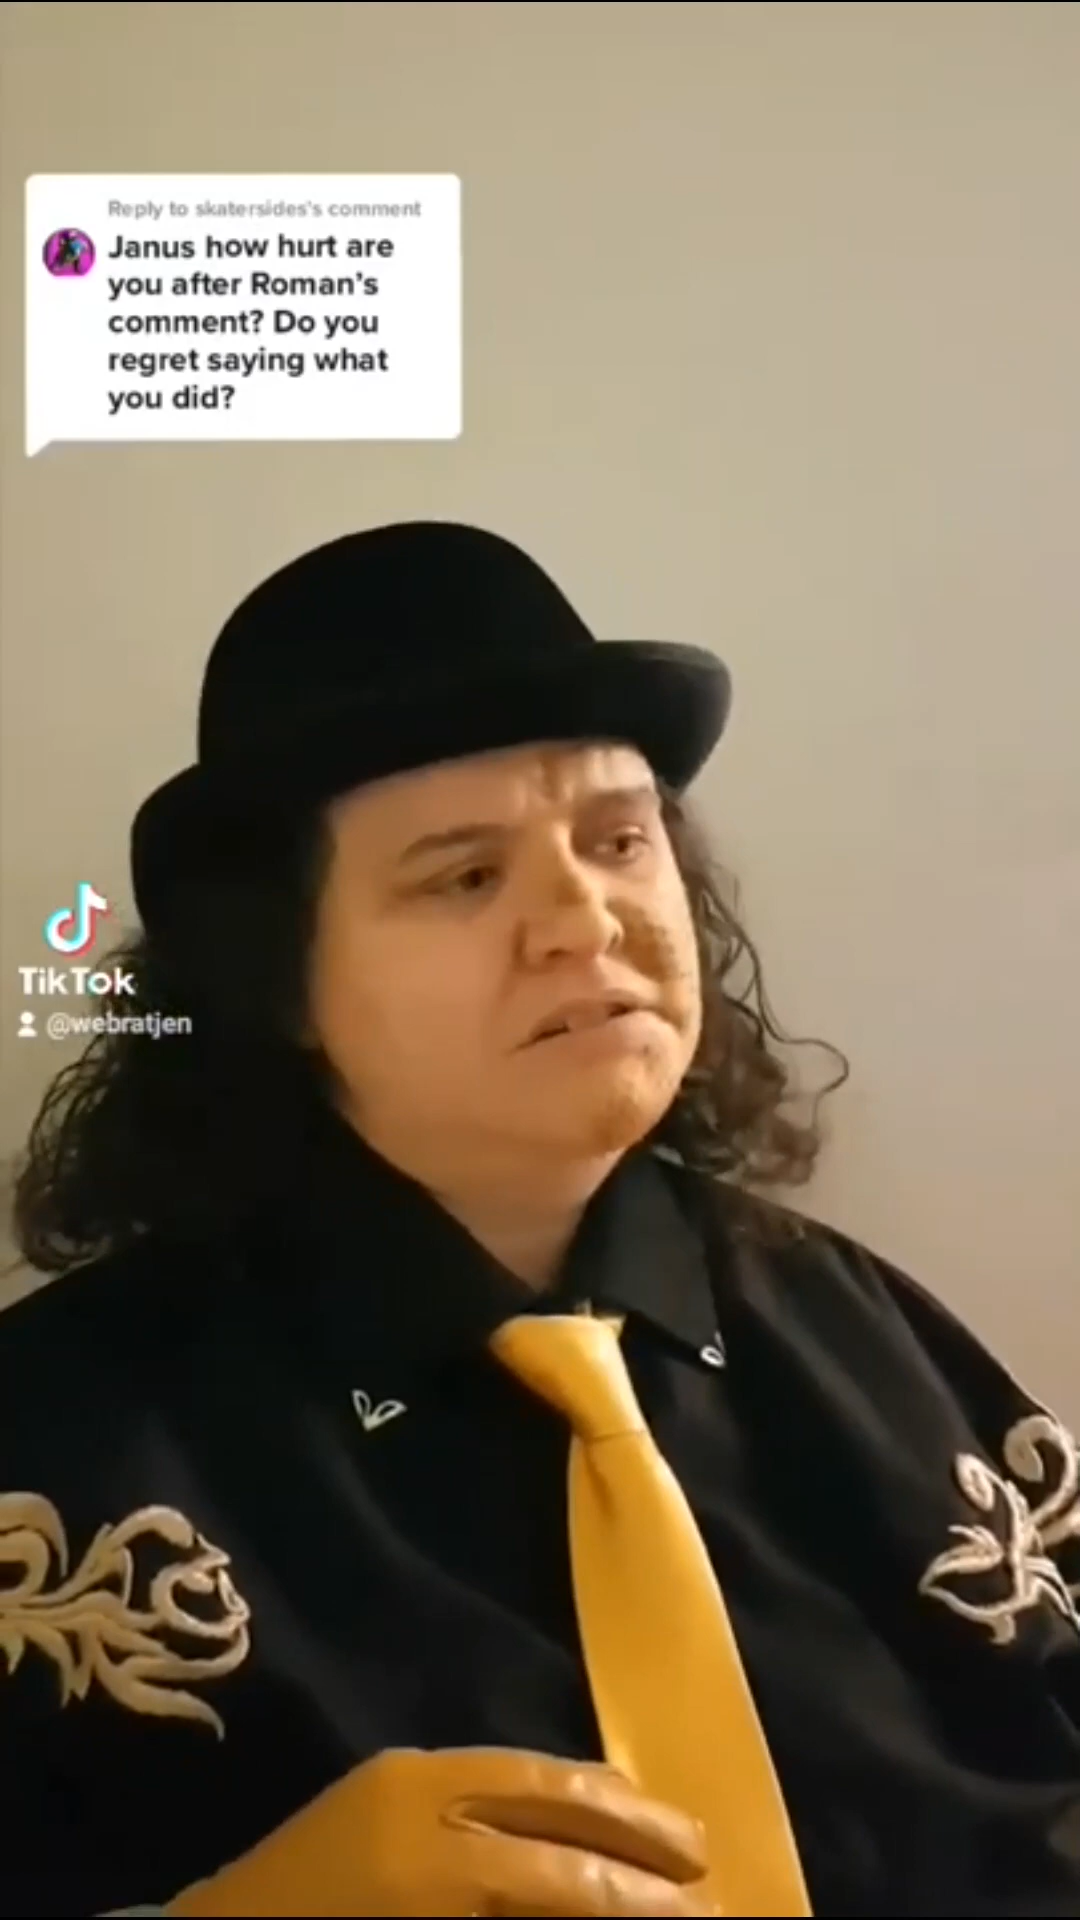 Reply to skatersides's comment
Janus how hurt are
you after Roman's
comment? Do you
regret saying what
you did?
TikTok
@webratjen